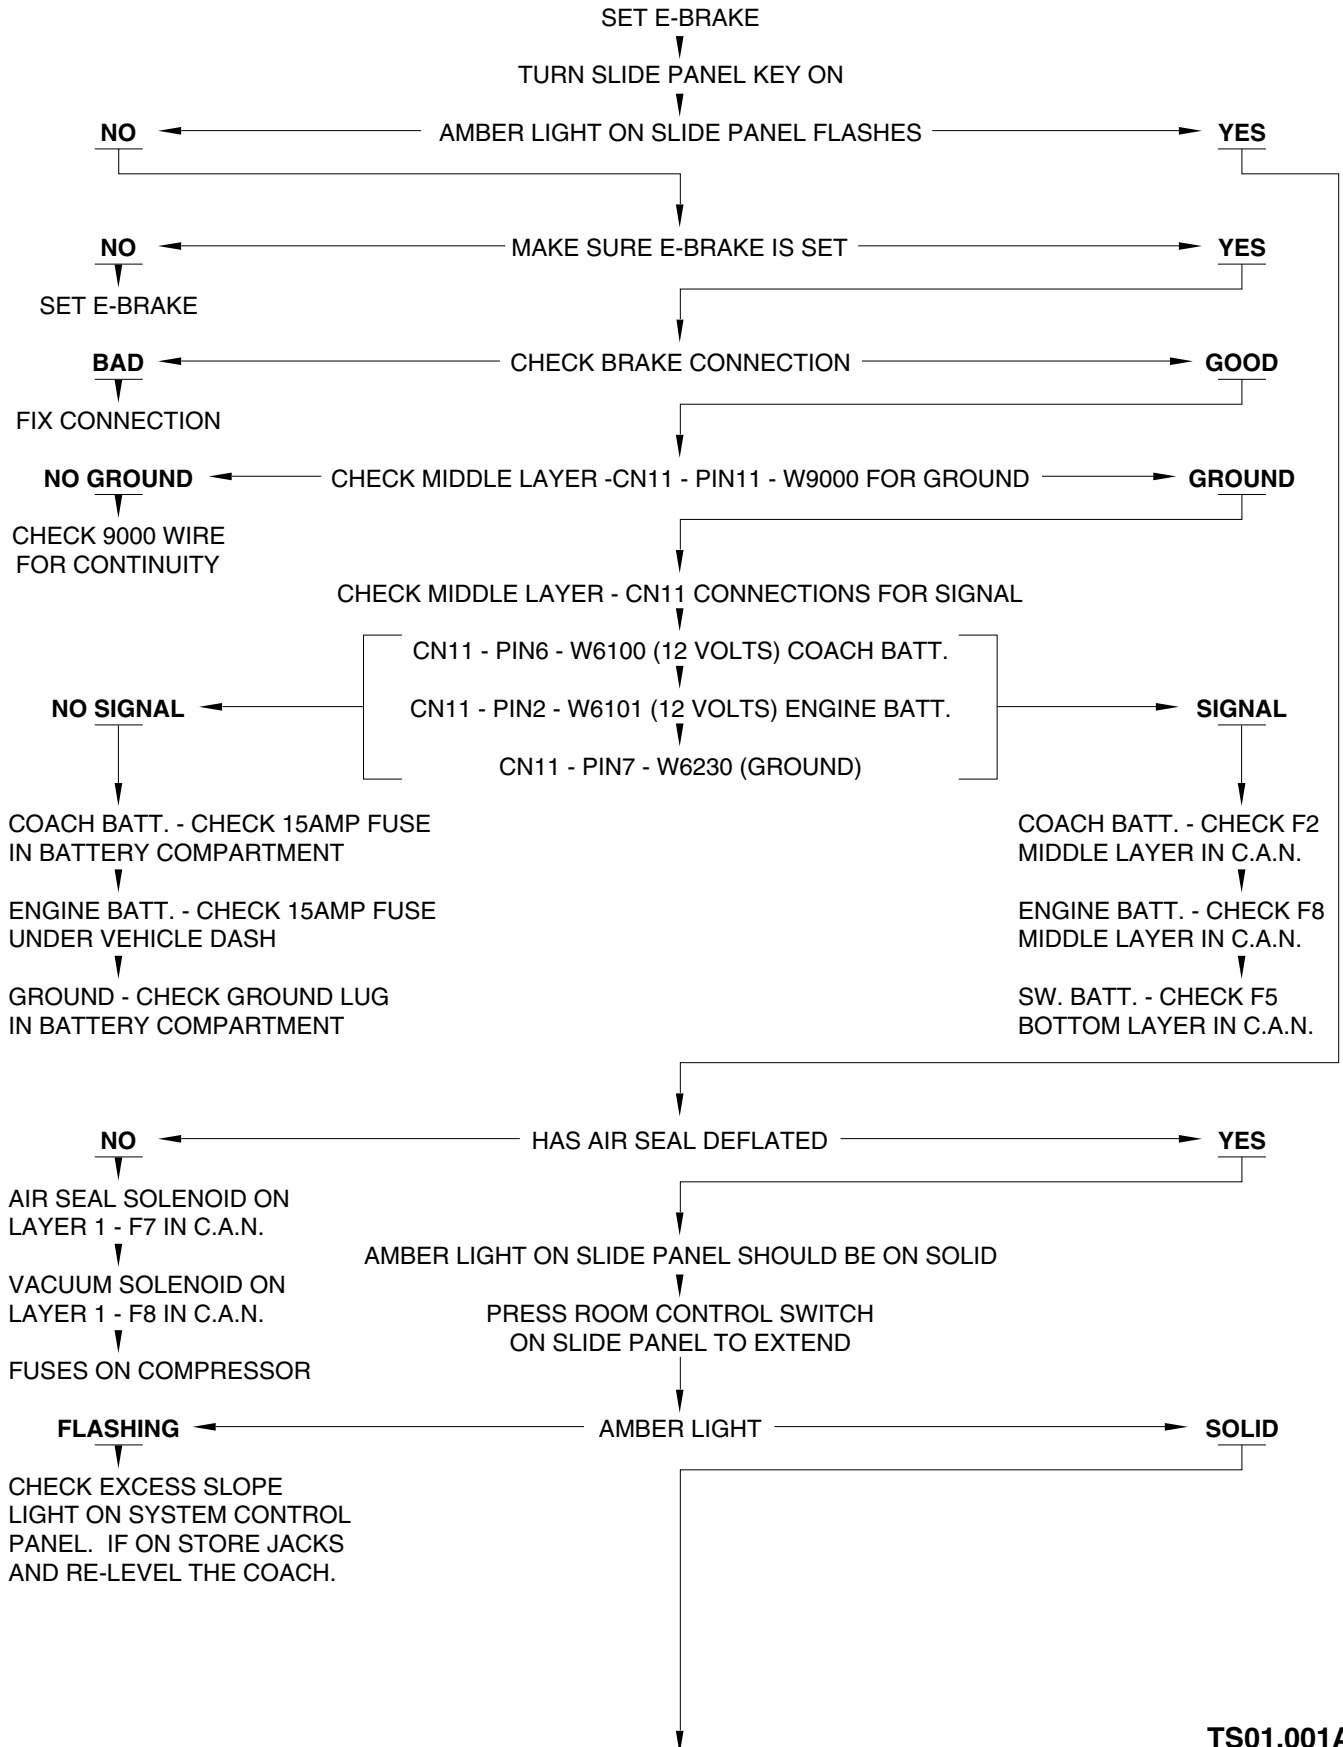 SET E-BRAKE
TURN SLIDE PANEL KEY ON
NO
AMBER LIGHT ON SLIDE PANEL FLASHES
YES
NO
MAKE SURE E-BRAKE IS SET
YES
SET E-BRAKE
BAD
CHECK BRAKE CONNECTION
GOOD
FIX CONNECTION
NO GROUND
CHECK MIDDLE LAYER -CN11 - PIN11 - W9000 FOR GROUND
GROUND
CHECK 9000 WIRE
FOR CONTINUITY
CHECK MIDDLE LAYER - CN11 CONNECTIONS FOR SIGNAL
CN11 - PIN6 - W6100 (12 VOLTS) COACH BATT.
NO SIGNAL
CN11 - PIN2 - W6101 (12 VOLTS) ENGINE BATT.
SIGNAL
CN11 - PIN7 - W6230 (GROUND)
COACH BATT. - CHECK 15AMP FUSE
IN BATTERY COMPARTMENT
ENGINE BATT. - CHECK 15AMP FUSE
UNDER VEHICLE DASH
GROUND - CHECK GROUND LUG
IN BATTERY COMPARTMENT
COACH BATT. - CHECK F2
MIDDLE LAYER IN C.A.N.
ENGINE BATT. - CHECK F8
MIDDLE LAYER IN C.A.N.
SW. BATT. - CHECK F5
BOTTOM LAYER IN C.A.N.
NO
HAS AIR SEAL DEFLATED
YES
AIR SEAL SOLENOID ON
LAYER 1 - F7 IN C.A.N.
VACUUM SOLENOID ON
LAYER 1 - F8 IN C.A.N.
FUSES ON COMPRESSOR
AMBER LIGHT ON SLIDE PANEL SHOULD BE ON SOLID
PRESS ROOM CONTROL SWITCH
ON SLIDE PANEL TO EXTEND
FLASHING
AMBER LIGHT
SOLID
CHECK EXCESS SLOPE
LIGHT ON SYSTEM CONTROL
PANEL. IF ON STORE JACKS
AND RE-LEVEL THE COACH.
TS01.001A